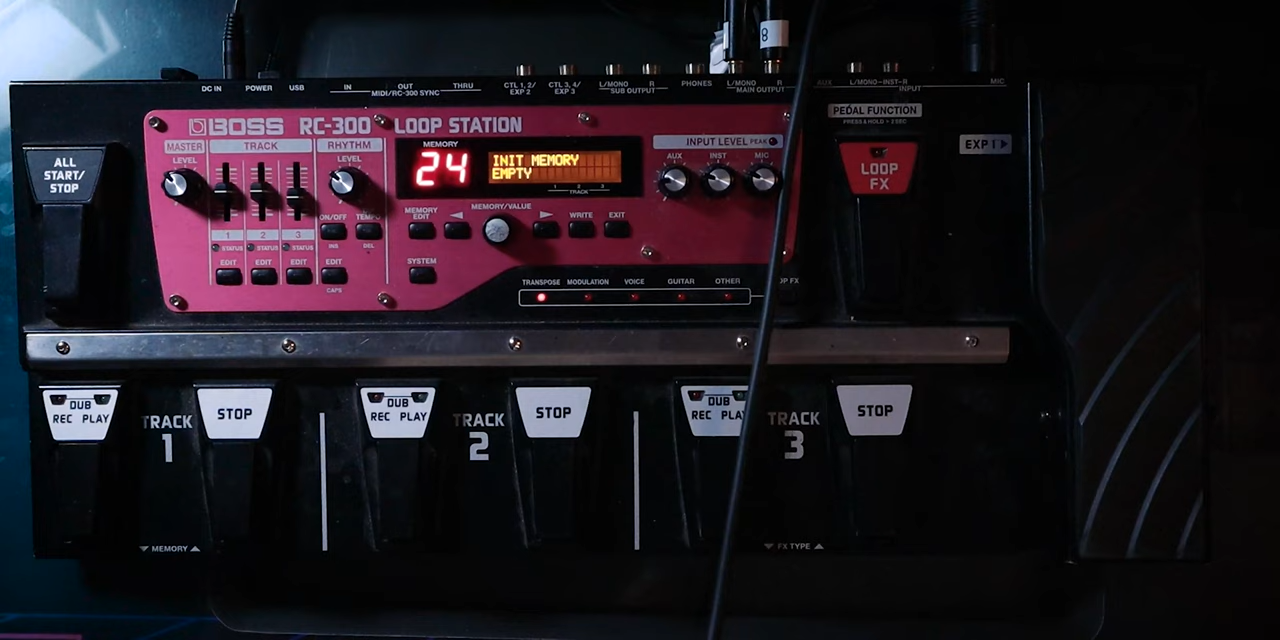 8
DC IN POWER USB IN OUT THRU
MIDI/RC-300 SYNC
CTL 1, 2/
EXP 2
CTL 3, 4/
EXP 3
L/MONO R
SUB OUTPUT
PHONES
L/MONO R
MAIN OUTPUT
AUX
L/MONO-INST-R
INPUT
MIC
BOSS RC-300 LOOP STATION
PEDAL FUNCTION
PRESS & HOLD > 2 SEC
ALL
START/
STOP
MASTER
LEVEL
TRACK
RHYTHM
LEVEL
MEMORY
24
INIT MEMORY
EMPTY
1 2 3
TRACK
INPUT LEVEL PEAK
AUX INST MIC
LOOP
FX
EXP 1
MEMORY
EDIT
MEMORY/VALUE
WRITE
EXIT
ON/OFF
TEMPO
INS
DEL
1 2 3
STATUS STATUS STATUS
EDIT EDIT EDIT EDIT
CAPS
SYSTEM
TRANSPOSE MODULATION VOICE GUITAR OTHER
FX
DUB
REC PLAY
TRACK
1
STOP
DUB
REC PLAY
TRACK
2
STOP
DUB
REC PLAY
TRACK
3
STOP
MEMORY
FX TYPE